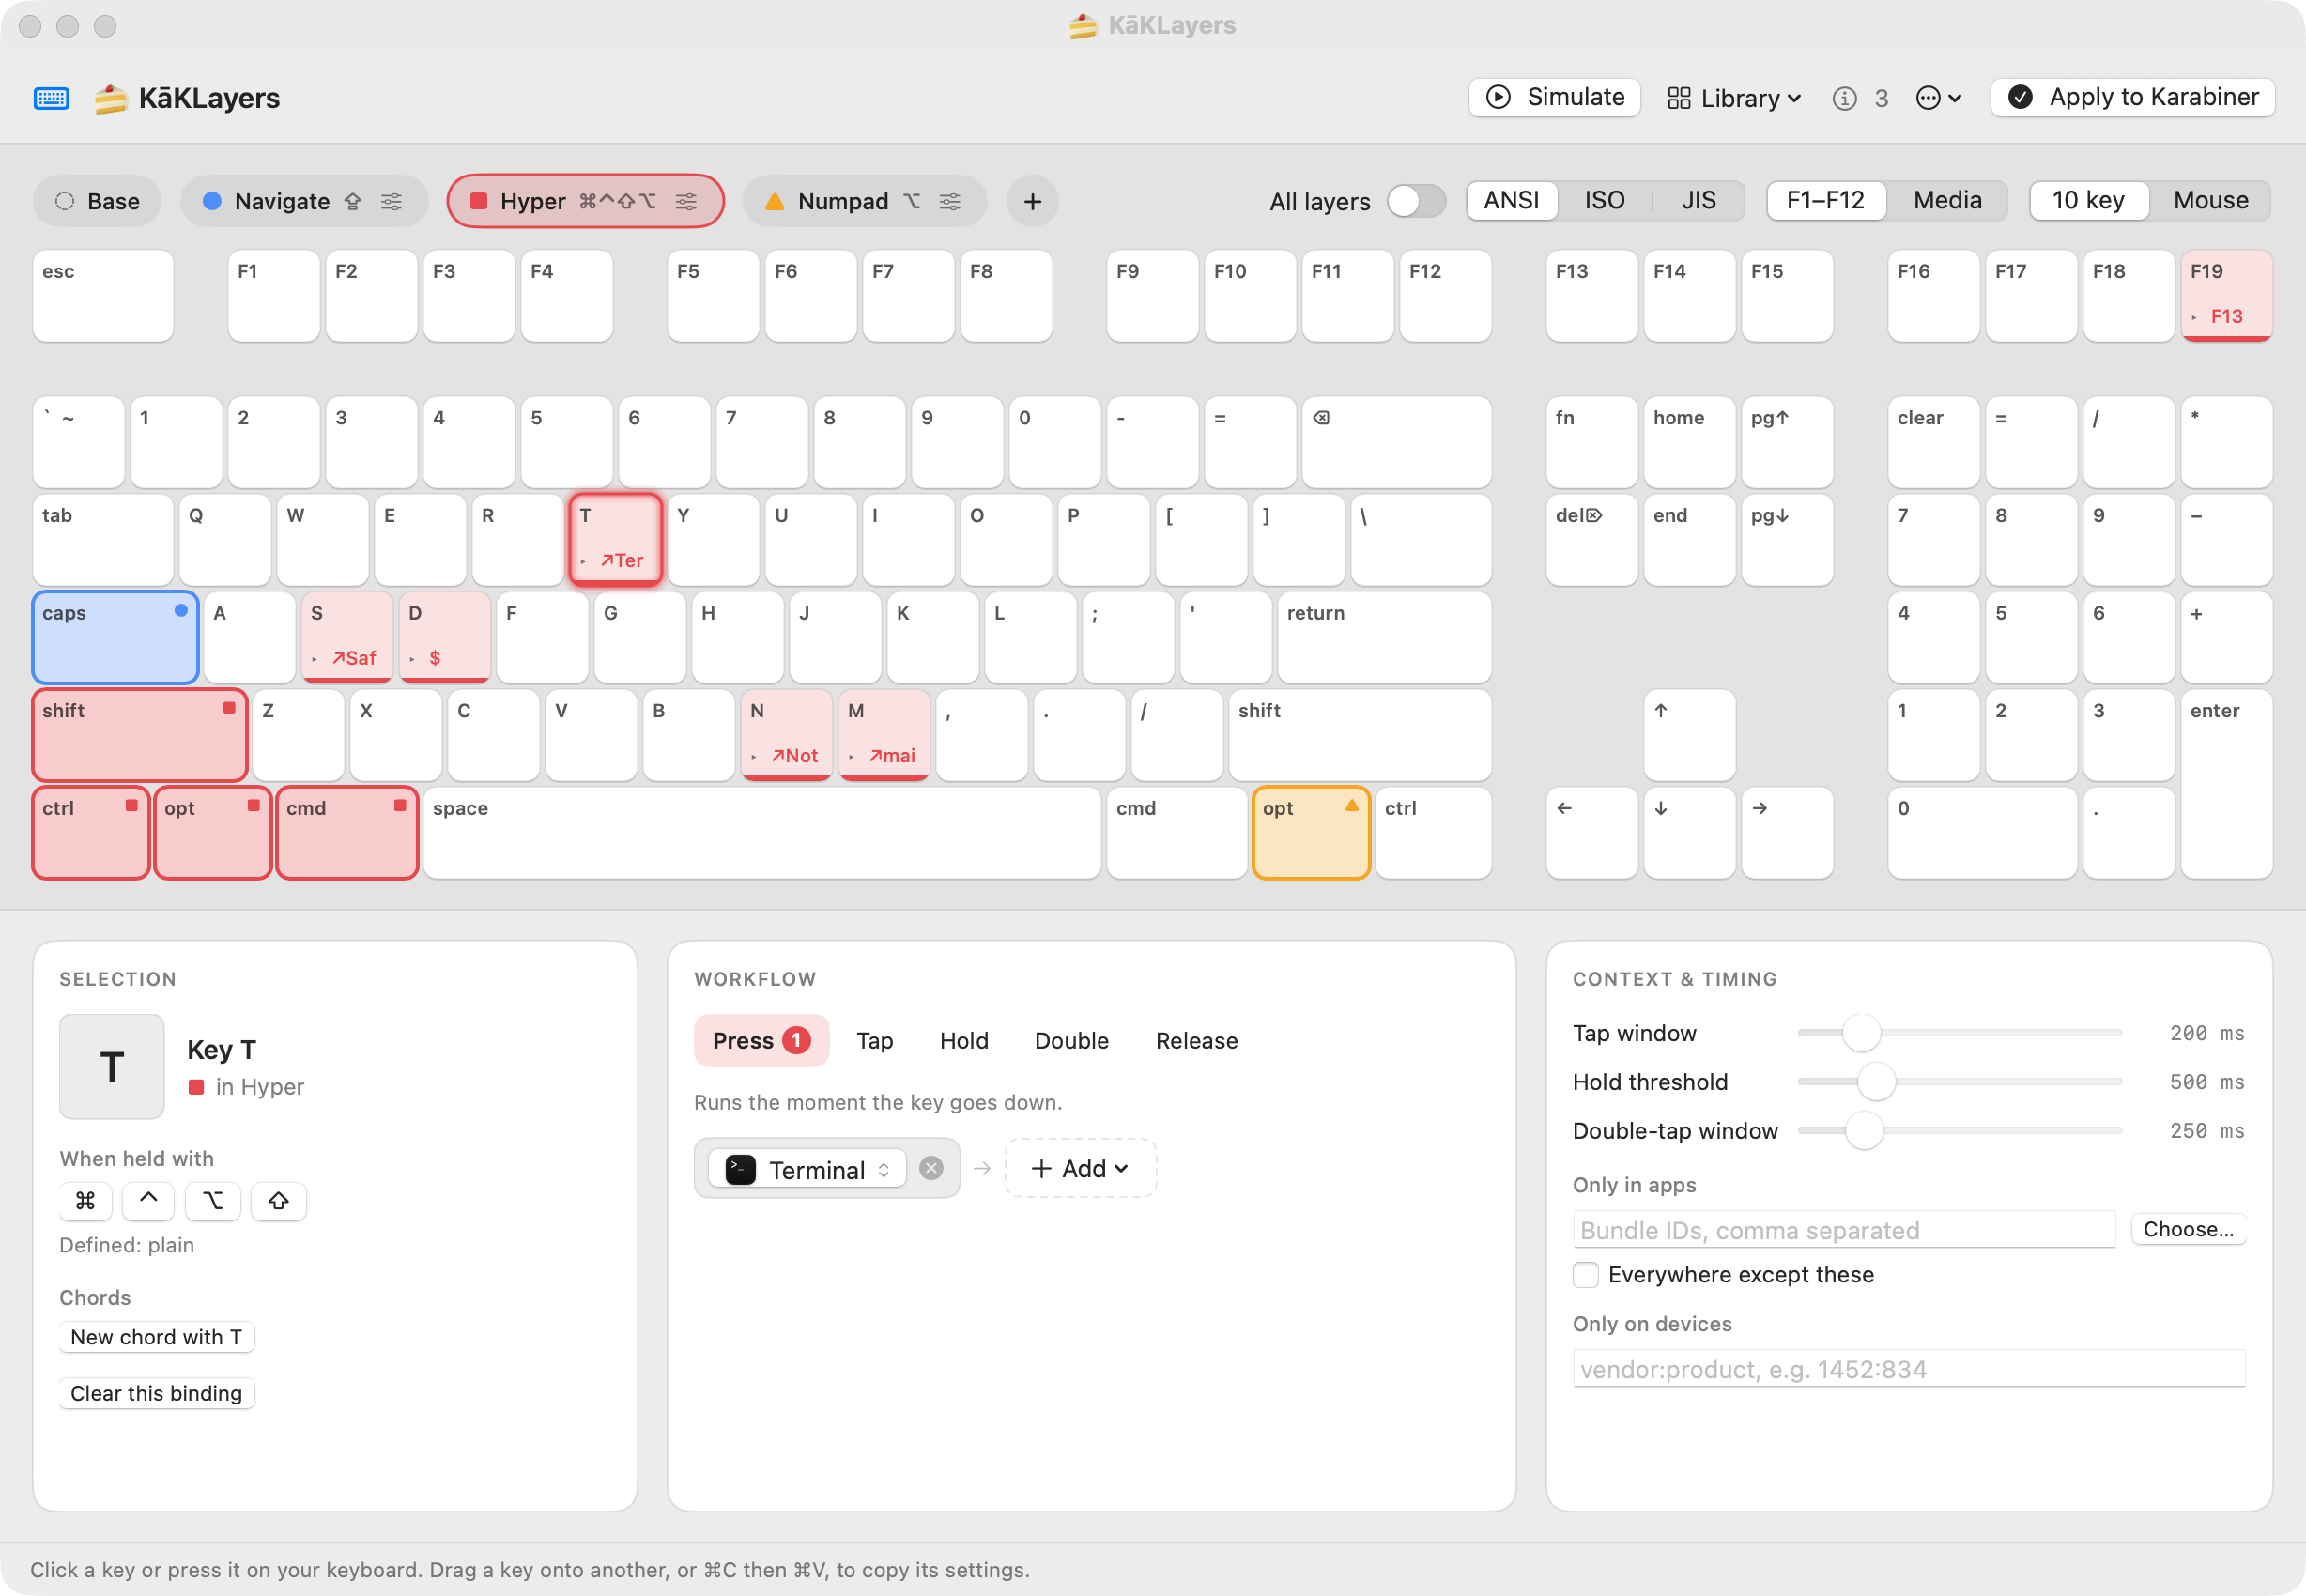 KāKLayers
KāKLayers
Simulate Library 3 Apply to Karabiner
Base Navigate ⇪ Hyper ⌘^⇧⌥ Numpad ⌥ + All layers ANSI ISO JIS F1–F12 Media 10 key Mouse
esc F1 F2 F3 F4 F5 F6 F7 F8 F9 F10 F11 F12 F13 F14 F15 F16 F17 F18 F19
F13
` ~ 1 2 3 4 5 6 7 8 9 0 - = ⌫ fn home pg↑ clear = / *
tab Q W E R T Y U I O P [ ] \ del⌦ end pg↓ 7 8 9 −
↗Ter
caps A S D F G H J K L ; ' return 4 5 6 +
↗Saf $
shift Z X C V B N M , . / shift ↑ 1 2 3 enter
↗Not ↗mai
ctrl opt cmd space cmd opt ctrl ← ↓ → 0 .
SELECTION
T
Key T
in Hyper
When held with
⌘ ^ ⌥ ⇧
Defined: plain
Chords
New chord with T
Clear this binding
WORKFLOW
Press 1 Tap Hold Double Release
Runs the moment the key goes down.
>_ Terminal → + Add
CONTEXT & TIMING
Tap window 200 ms
Hold threshold 500 ms
Double-tap window 250 ms
Only in apps
Bundle IDs, comma separated Choose...
Everywhere except these
Only on devices
vendor:product, e.g. 1452:834
Click a key or press it on your keyboard. Drag a key onto another, or ⌘C then ⌘V, to copy its settings.